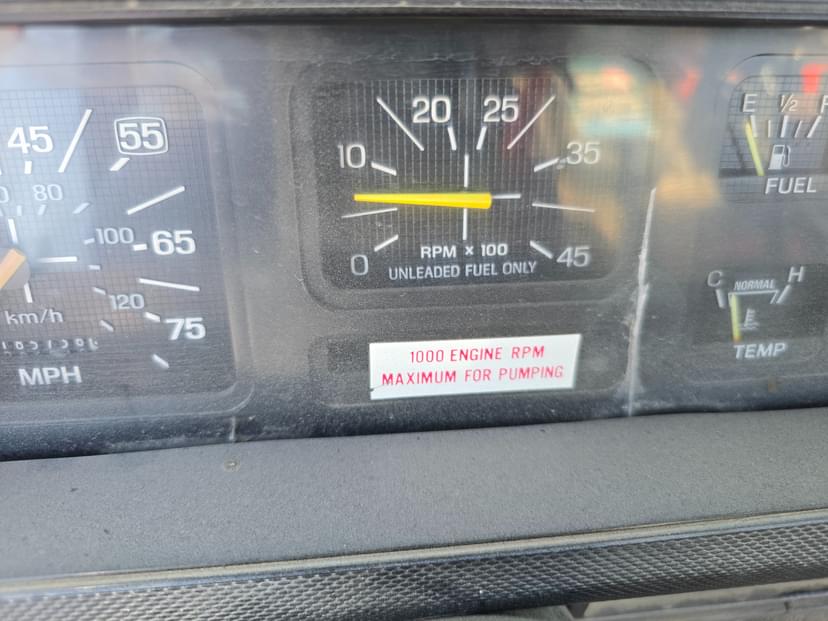 45
55
80
100
65
120
km/h
75
MPH
20
25
10
35
0
45
RPM x 100
UNLEADED FUEL ONLY
1000 ENGINE RPM
MAXIMUM FOR PUMPING
E ½ F
FUEL
C NORMAL H
TEMP